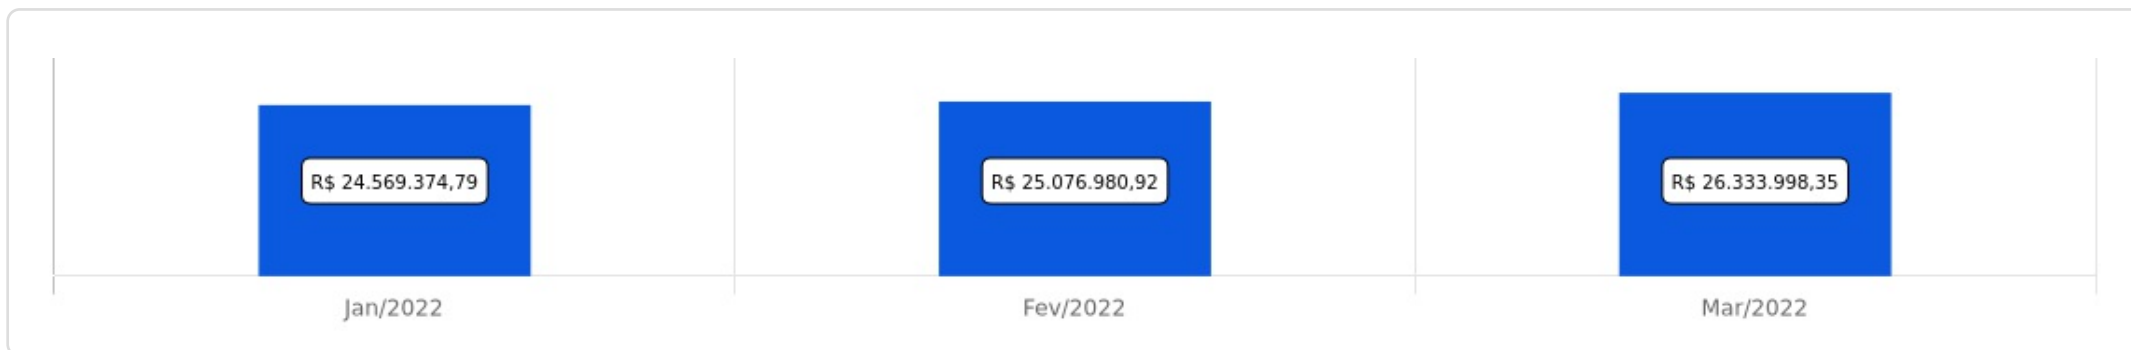 R$ 24.569.374,79
R$ 25.076.980,92
R$ 26.333.998,35
Jan/2022
Fev/2022
Mar/2022